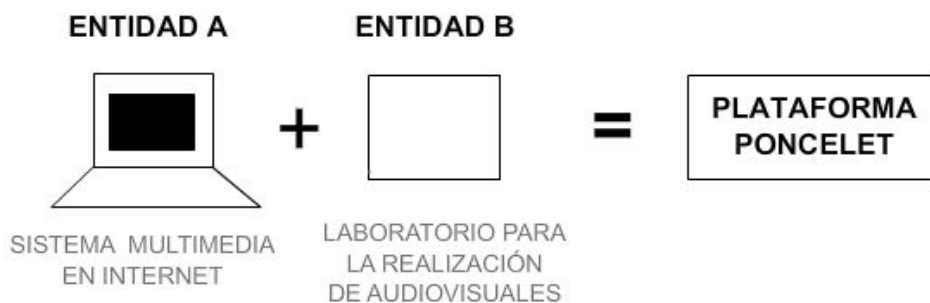 ENTIDAD A
ENTIDAD B
+
=
PLATAFORMA
PONCELET
SISTEMA MULTIMEDIA
EN INTERNET
LABORATORIO PARA
LA REALIZACIÓN
DE AUDIOVISUALES